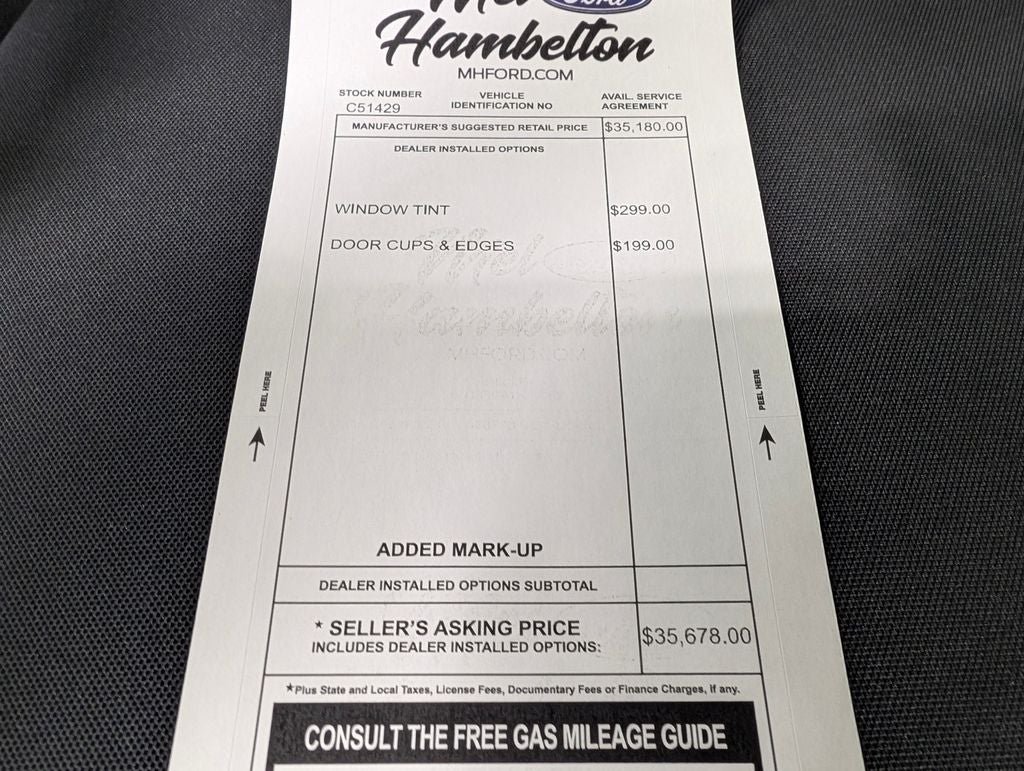 Mel Ford
Hambelton
MHFORD.COM
STOCK NUMBER
C51429
VEHICLE
IDENTIFICATION NO
AVAIL. SERVICE
AGREEMENT
MANUFACTURER'S SUGGESTED RETAIL PRICE $35,180.00
DEALER INSTALLED OPTIONS
WINDOW TINT $299.00
DOOR CUPS & EDGES $199.00
PEEL HERE
PEEL HERE
ADDED MARK-UP
DEALER INSTALLED OPTIONS SUBTOTAL
* SELLER'S ASKING PRICE
INCLUDES DEALER INSTALLED OPTIONS: $35,678.00
*Plus State and Local Taxes, License Fees, Documentary Fees or Finance Charges, if any.
CONSULT THE FREE GAS MILEAGE GUIDE